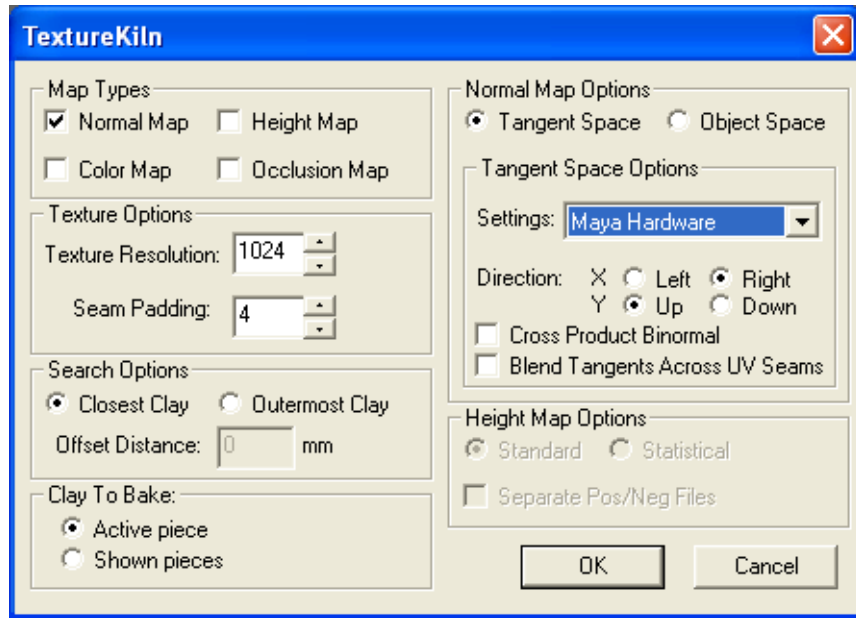 TextureKiln
Map Types
Normal Map Height Map
Color Map Occlusion Map
Texture Options
Texture Resolution: 1024
Seam Padding: 4
Search Options
Closest Clay Outermost Clay
Offset Distance: 0 mm
Clay To Bake:
Active piece
Shown pieces
Normal Map Options
Tangent Space Object Space
Tangent Space Options
Settings: Maya Hardware
Direction: X Left Right
Y Up Down
Cross Product Binormal
Blend Tangents Across UV Seams
Height Map Options
Standard Statistical
Separate Pos/Neg Files
OK Cancel